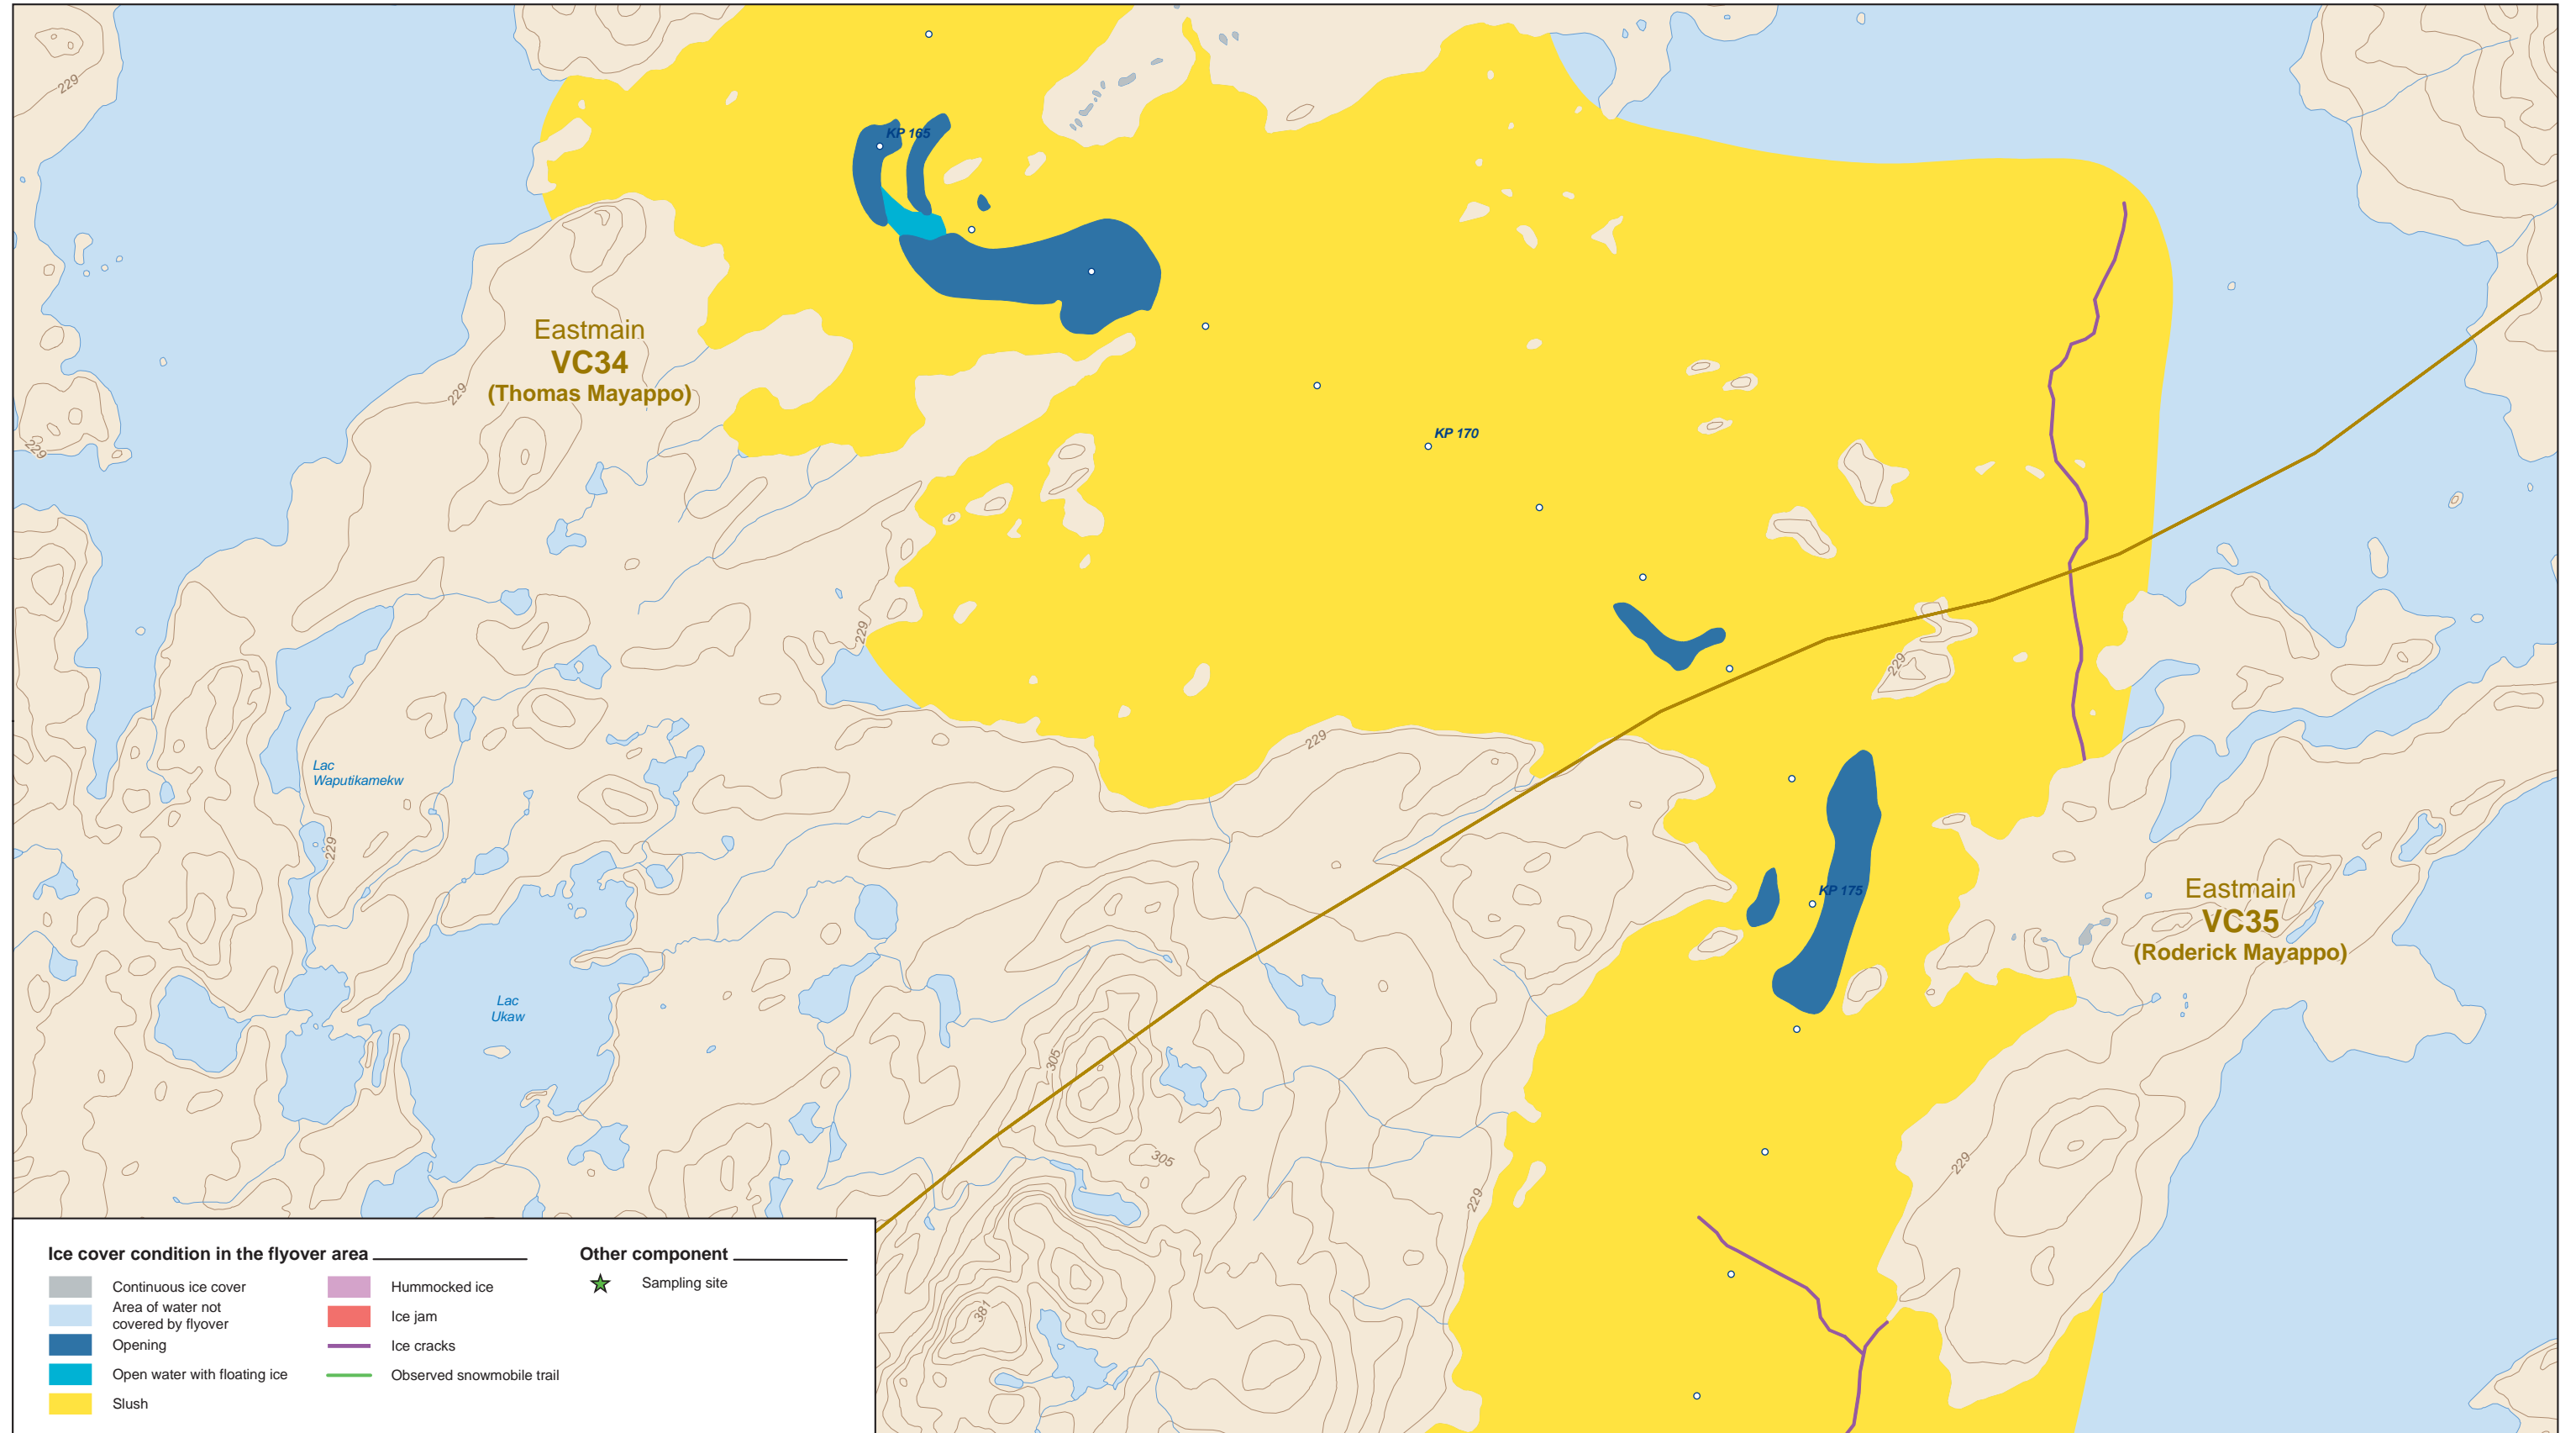 229
KP 165
Eastmain
VC34
(Thomas Mayappo)
229
KP 170
229
229
229
229
Lac
Waputikamekw
229
KP 175
Eastmain
VC35
(Roderick Mayappo)
Lac
Ukaw
305
305
229
229
381
Ice cover condition in the flyover area
Continuous ice cover
Area of water not
covered by flyover
Opening
Open water with floating ice
Slush
Hummocked ice
Ice jam
Ice cracks
Observed snowmobile trail
Other component
Sampling site